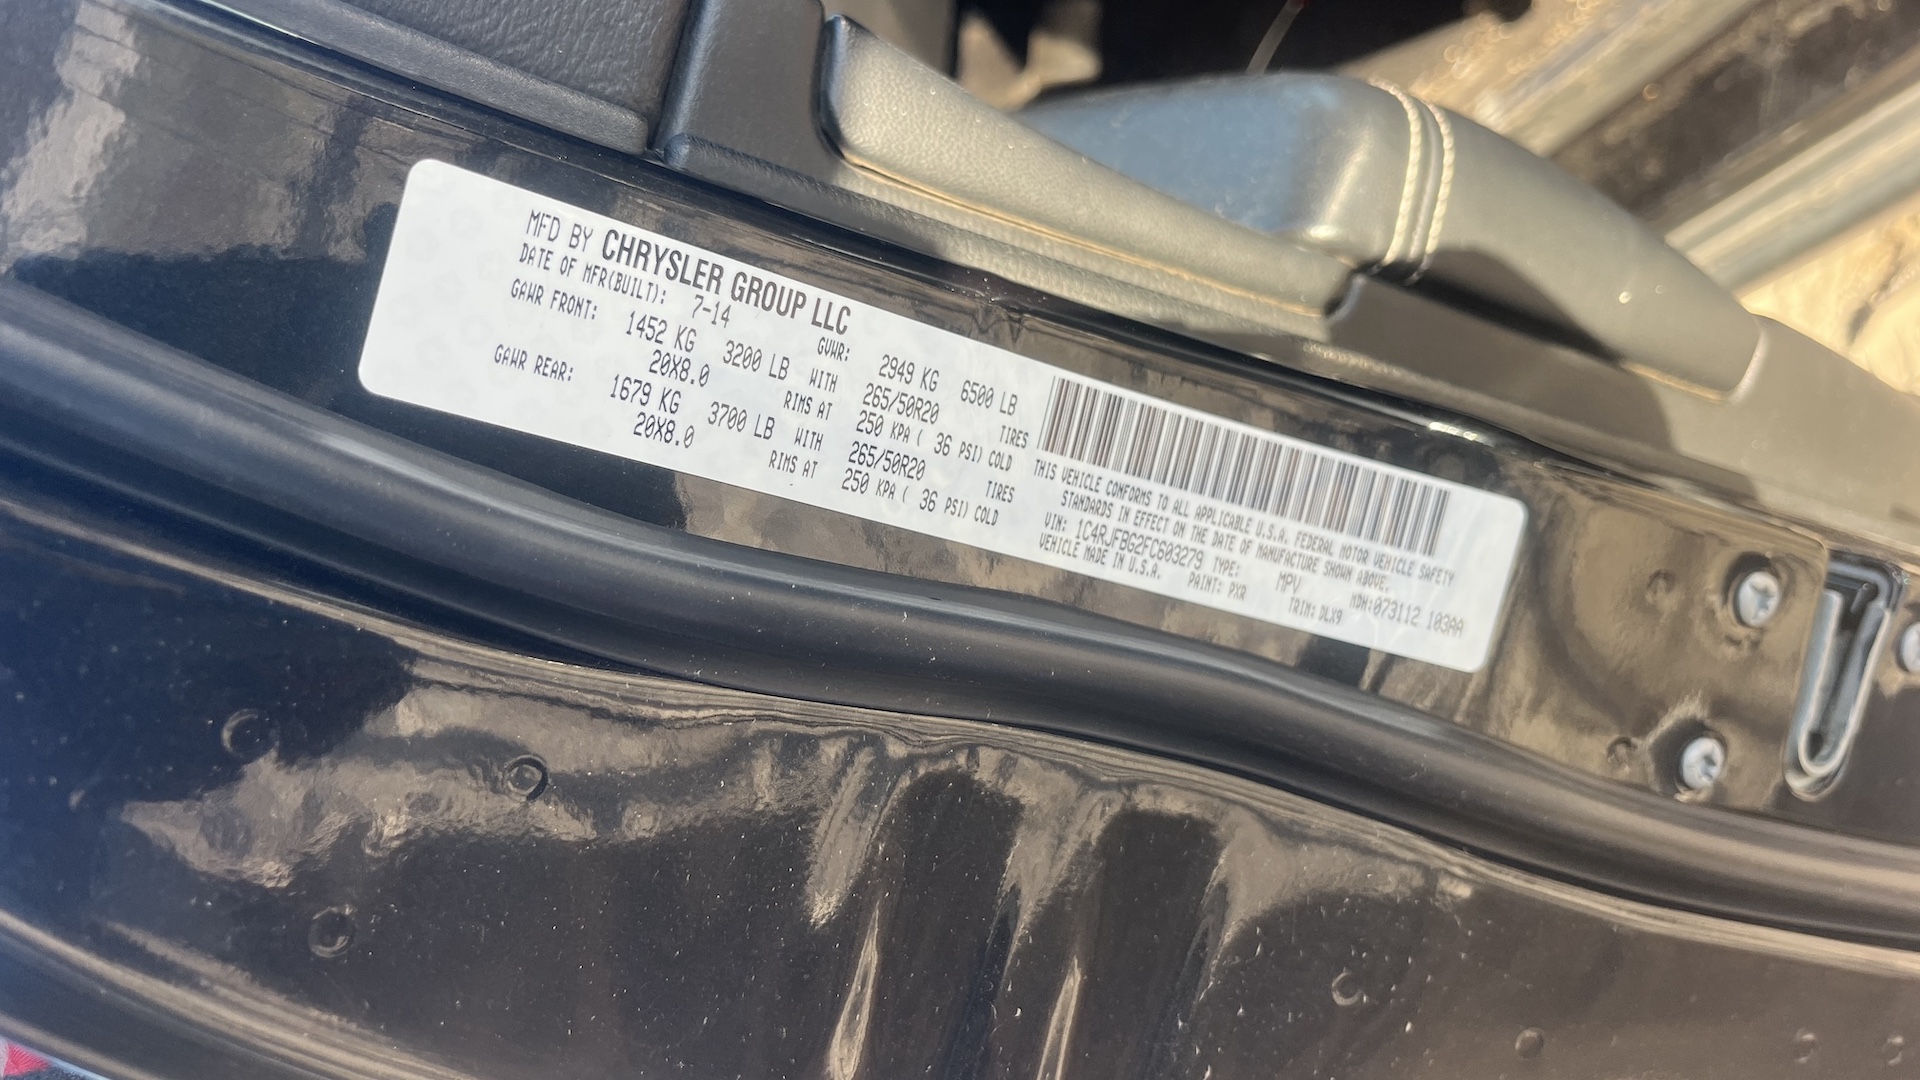 MFD BY CHRYSLER GROUP LLC
DATE OF MFR(BUILT): 7-14 GVWR: 2949 KG 6500 LB
GAWR FRONT: 1452 KG 3200 LB WITH 265/50R20 TIRES
20X8.0 RIMS AT 250 KPA ( 36 PSI) COLD
GAWR REAR: 1679 KG 3700 LB WITH 265/50R20 TIRES
20X8.0 RIMS AT 250 KPA ( 36 PSI) COLD
THIS VEHICLE CONFORMS TO ALL APPLICABLE U.S.A. FEDERAL MOTOR VEHICLE SAFETY
STANDARDS IN EFFECT ON THE DATE OF MANUFACTURE SHOWN ABOVE.
VIN: 1C4RJFBG2FC603279 TYPE: MPV MDH:073112 103AA
VEHICLE MADE IN U.S.A. PAINT: PXR TRIM: DLX9